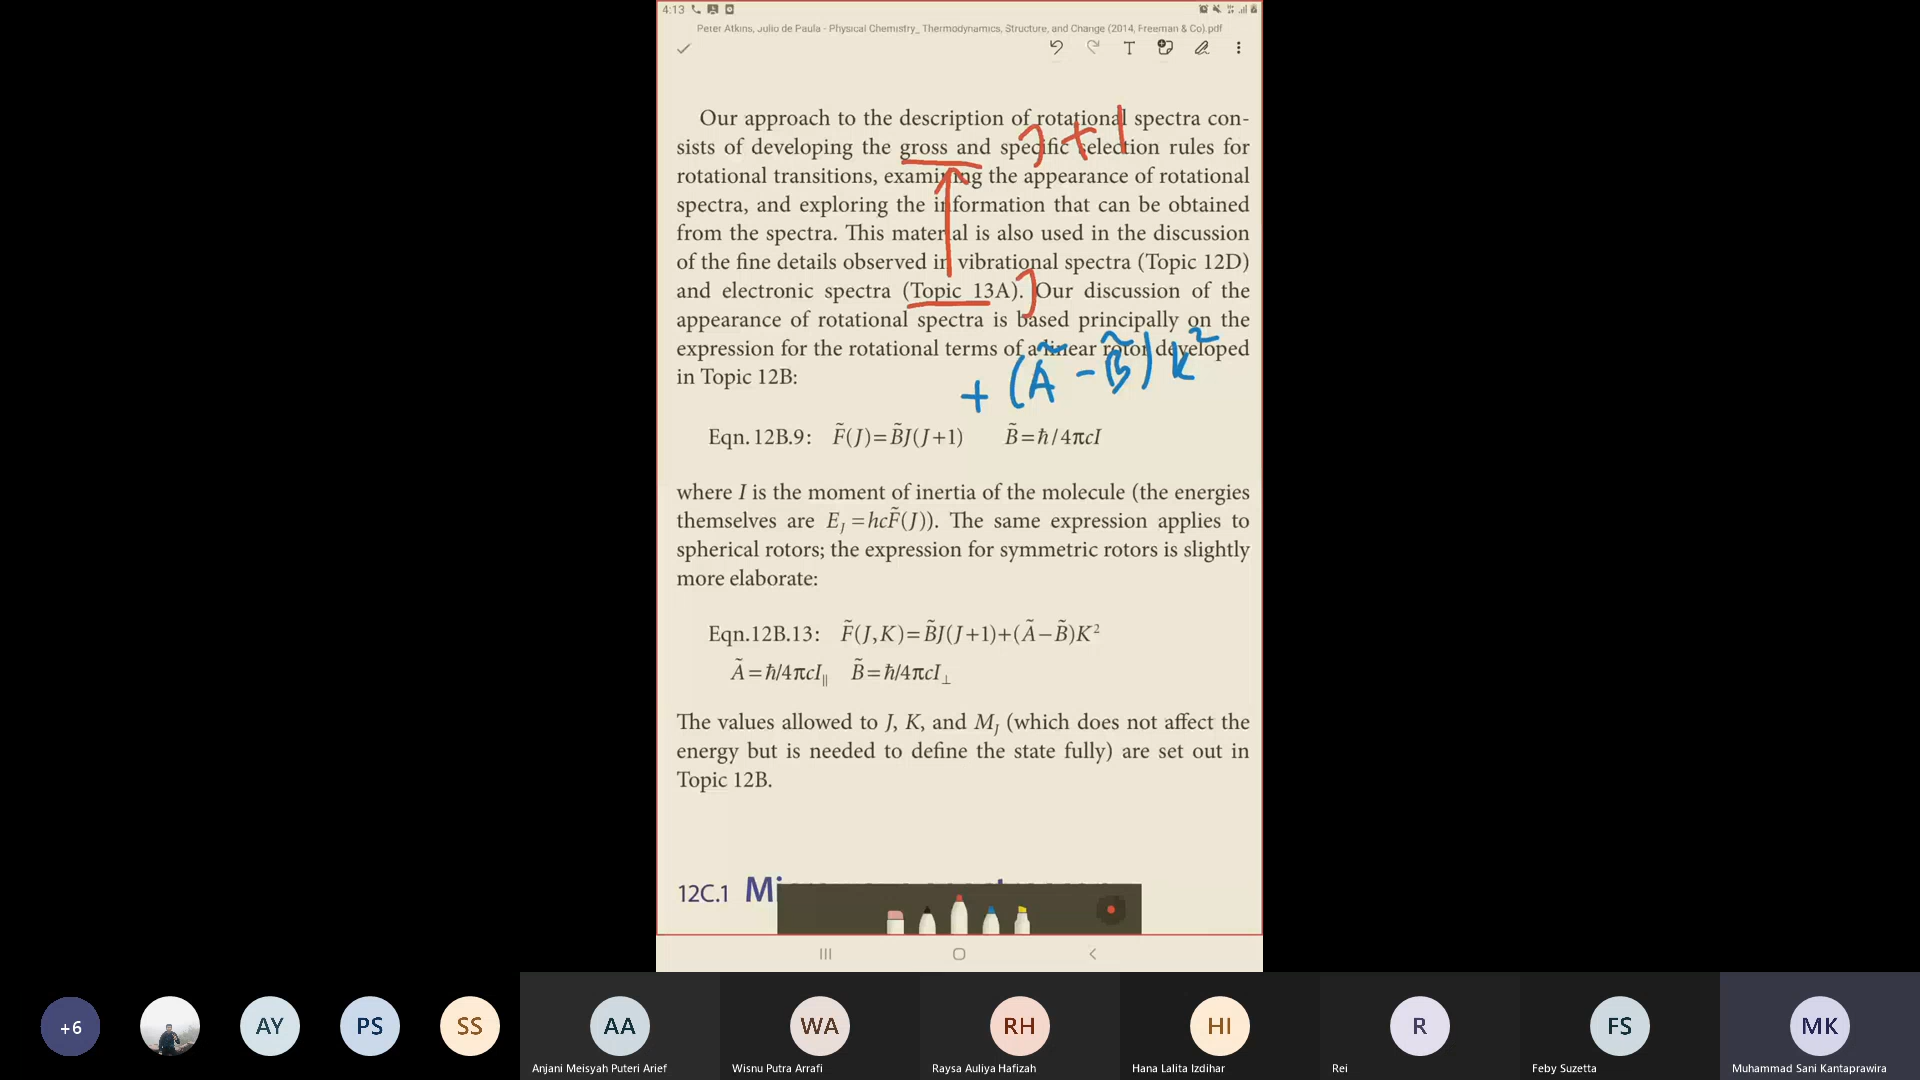 4:13
Peter Atkins, Julio de Paula - Physical Chemistry_ Thermodynamics, Structure, and Change (2014, Freeman & Co).pdf
Our approach to the description of rotational spectra con-
sists of developing the gross and specific selection rules for
rotational transitions, examining the appearance of rotational
spectra, and exploring the information that can be obtained
from the spectra. This material is also used in the discussion
of the fine details observed in vibrational spectra (Topic 12D)
and electronic spectra (Topic 13A). Our discussion of the
appearance of rotational spectra is based principally on the
expression for the rotational terms of a linear rotor developed
in Topic 12B:
J + 1
J
+ (Ã − B̃) K²
Eqn. 12B.9: F̃(J)=B̃J(J+1) B̃=ħ/4πcI
where I is the moment of inertia of the molecule (the energies
themselves are E_J=hcF̃(J)). The same expression applies to
spherical rotors; the expression for symmetric rotors is slightly
more elaborate:
Eqn.12B.13: F̃(J,K)=B̃J(J+1)+(Ã−B̃)K²
Ã=ħ/4πcI∥ B̃=ħ/4πcI⊥
The values allowed to J, K, and M_J (which does not affect the
energy but is needed to define the state fully) are set out in
Topic 12B.
12C.1
+6
AY
PS
SS
AA
WA
RH
HI
R
FS
MK
Anjani Meisyah Puteri Arief
Wisnu Putra Arrafi
Raysa Auliya Hafizah
Hana Lalita Izdihar
Rei
Feby Suzetta
Muhammad Sani Kantaprawira